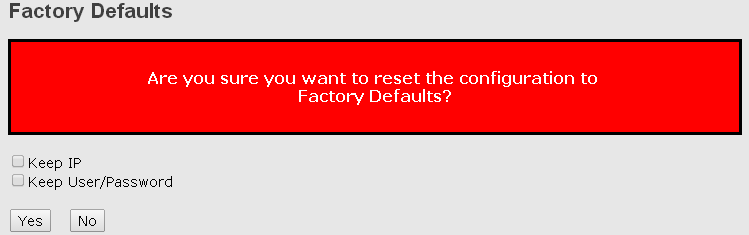 Factory Defaults
Are you sure you want to reset the configuration to
Factory Defaults?
Keep IP
Keep User/Password
Yes No